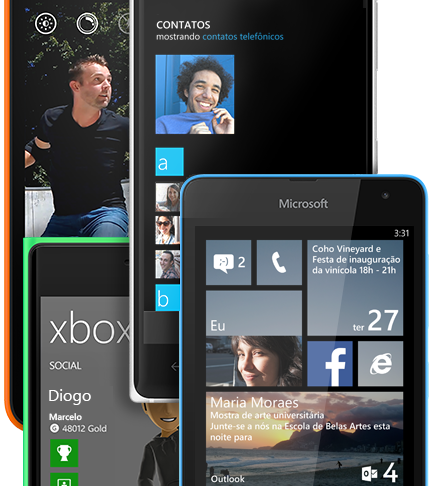 CONTATOS
mostrando contatos telefônicos
a
b
Microsoft
3:31
2
Coho Vineyard e
Festa de inauguração
da vinícola 18h - 21h
ter 27
Eu
Maria Moraes
Mostra de arte universitária
Junte-se a nós na Escola de Belas Artes esta
noite para
Outlook
4
xbox
SOCIAL
Diogo
Marcelo
G 48012 Gold